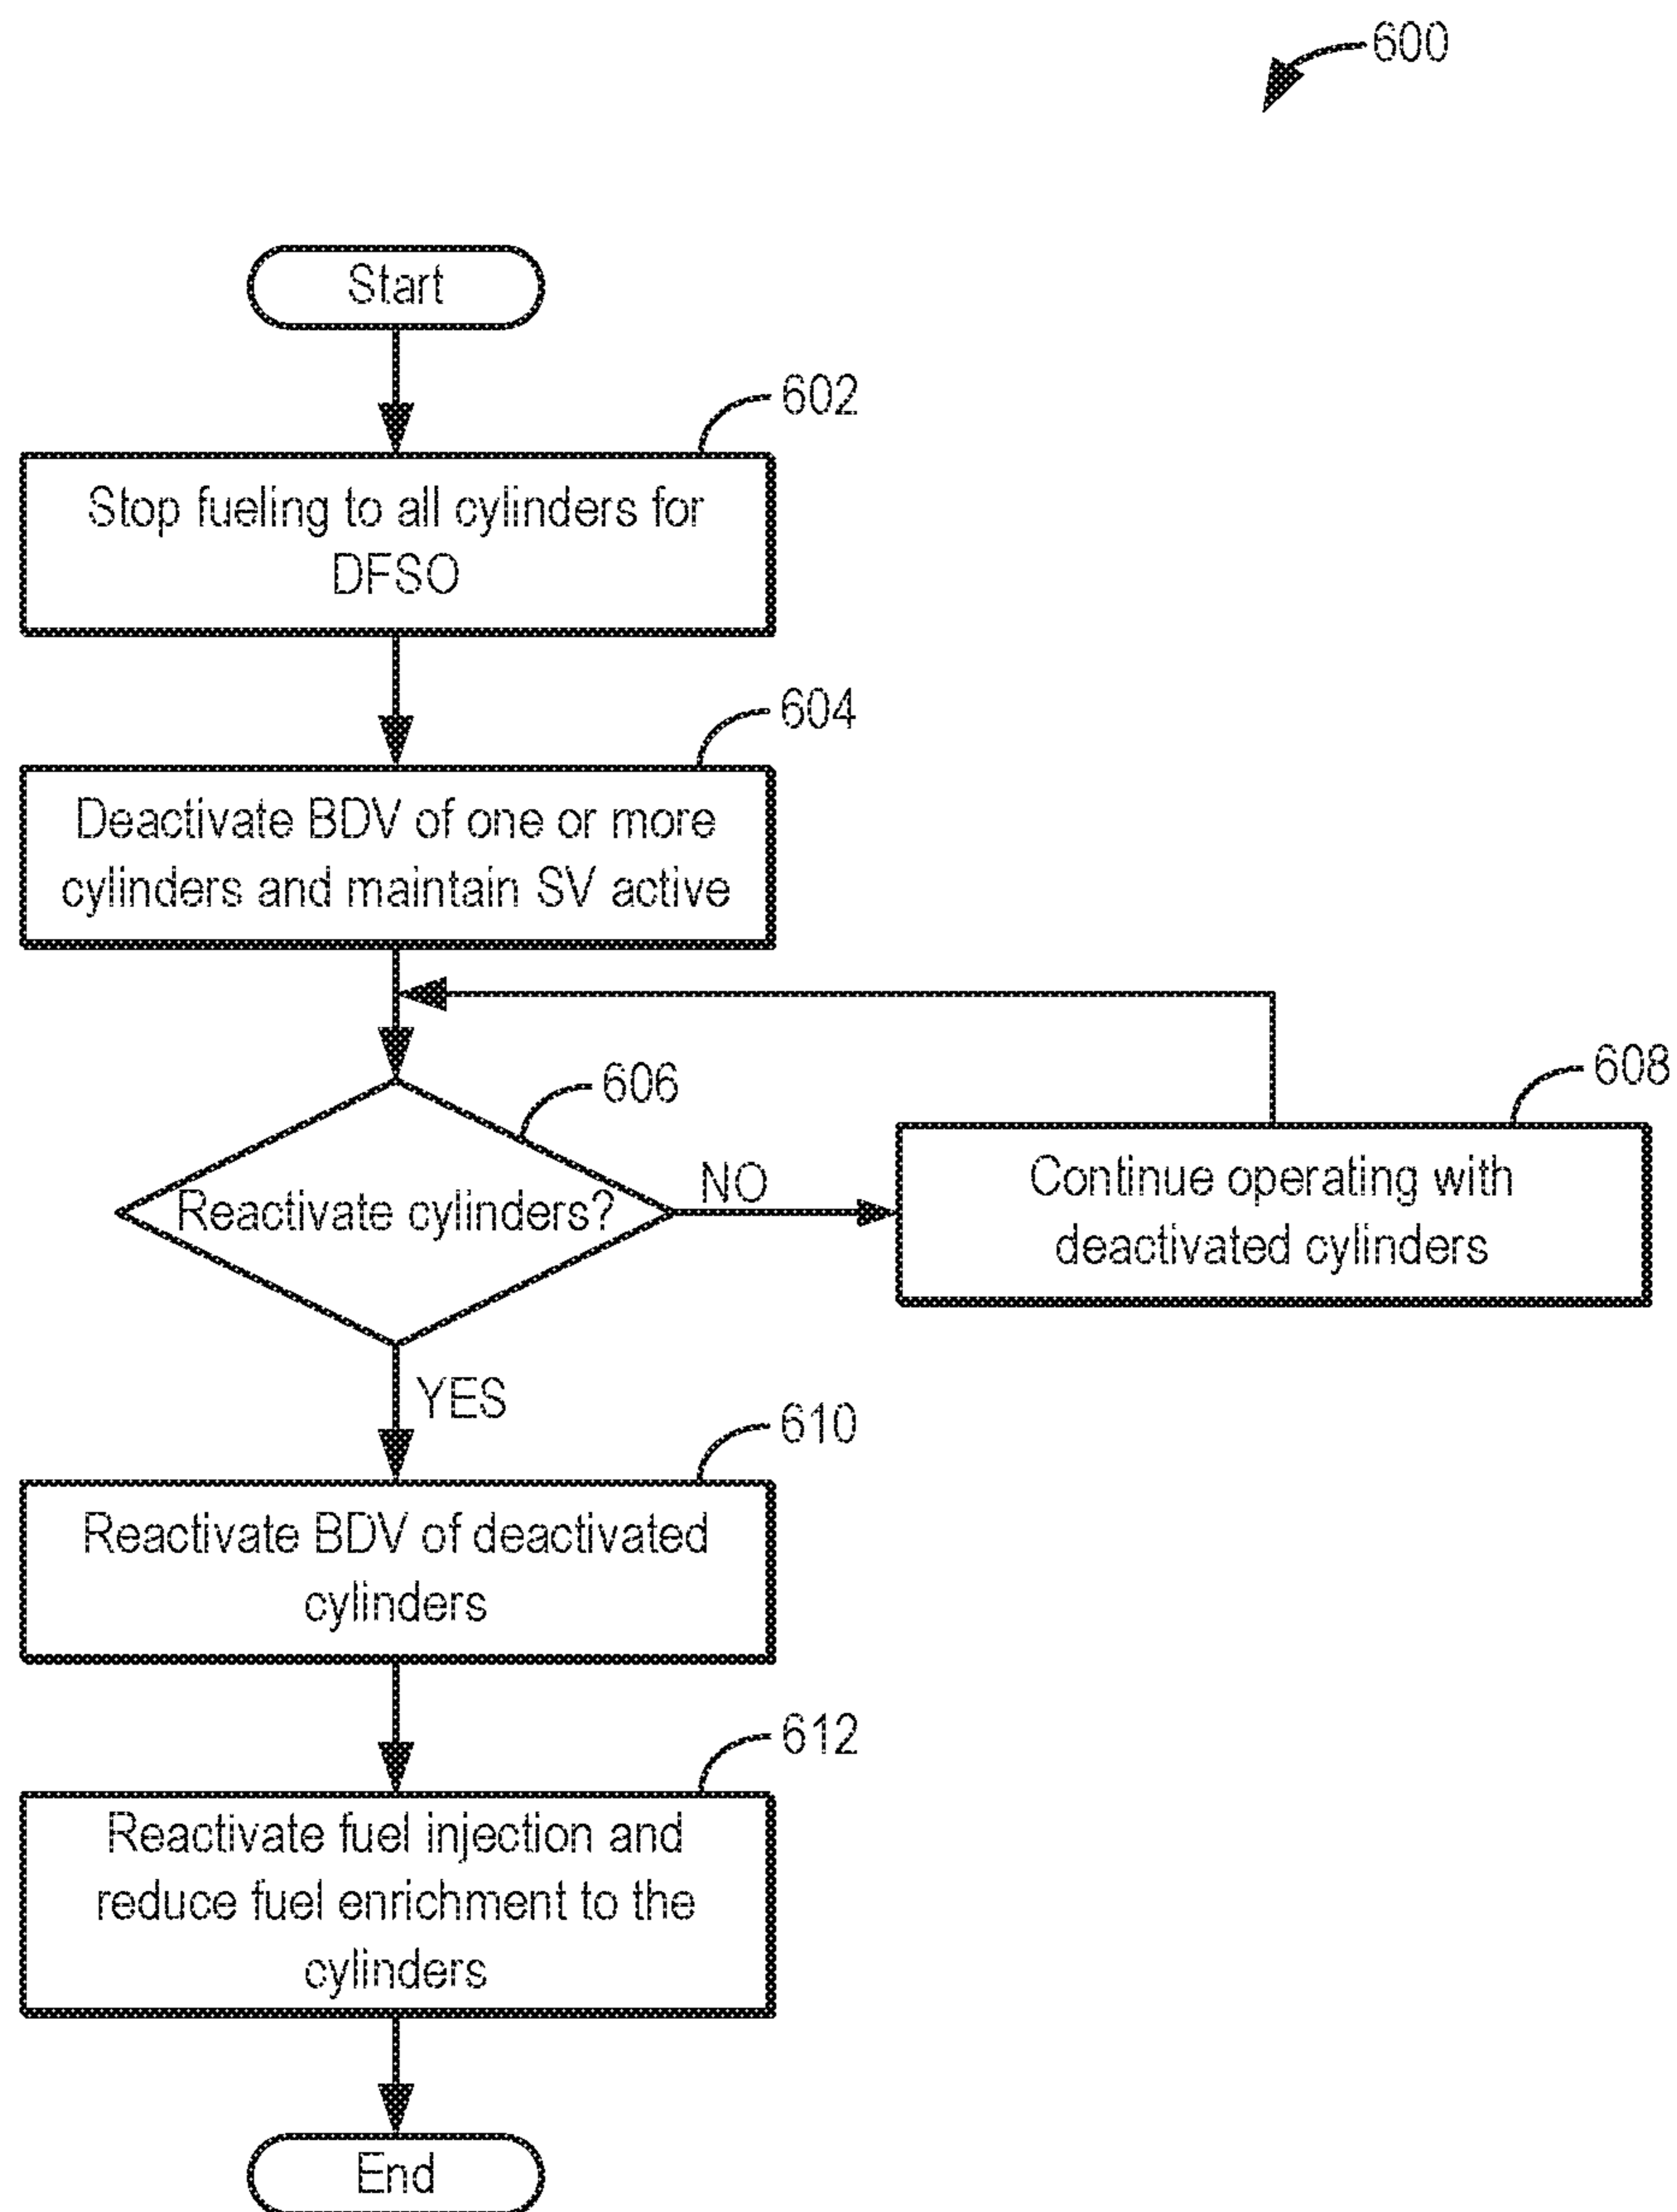 600
Start
602
Stop fueling to all cylinders for
DFSO
604
Deactivate BDV of one or more
cylinders and maintain SV active
606
Reactivate cylinders?
NO
608
Continue operating with
deactivated cylinders
YES
610
Reactivate BDV of deactivated
cylinders
612
Reactivate fuel injection and
reduce fuel enrichment to the
cylinders
End